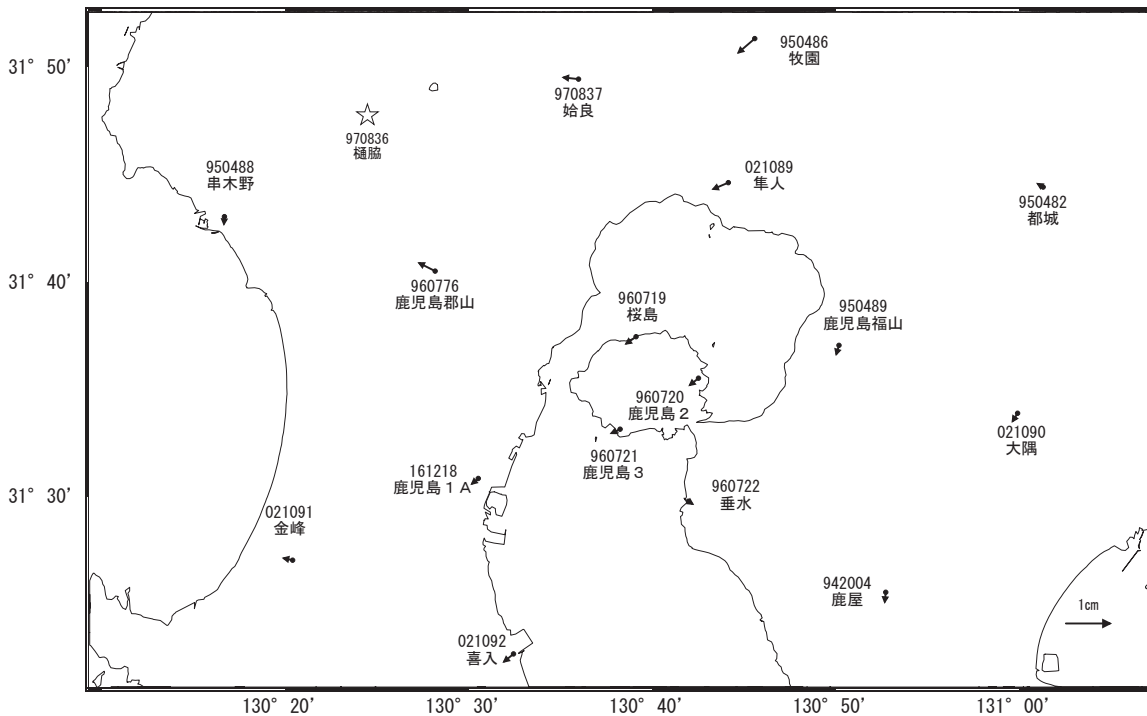 950486
牧園
31° 50'
970837
姶良
970836
樋脇
950488
串木野
021089
隼人
950482
都城
31° 40'
960776
鹿児島郡山
960719
桜島
950489
鹿児島福山
960720
鹿児島２
021090
大隅
960721
鹿児島３
161218
鹿児島１Ａ
31° 30'
960722
垂水
021091
金峰
942004
鹿屋
1cm
021092
喜入
130° 20'
130° 30'
130° 40'
130° 50'
131° 00'